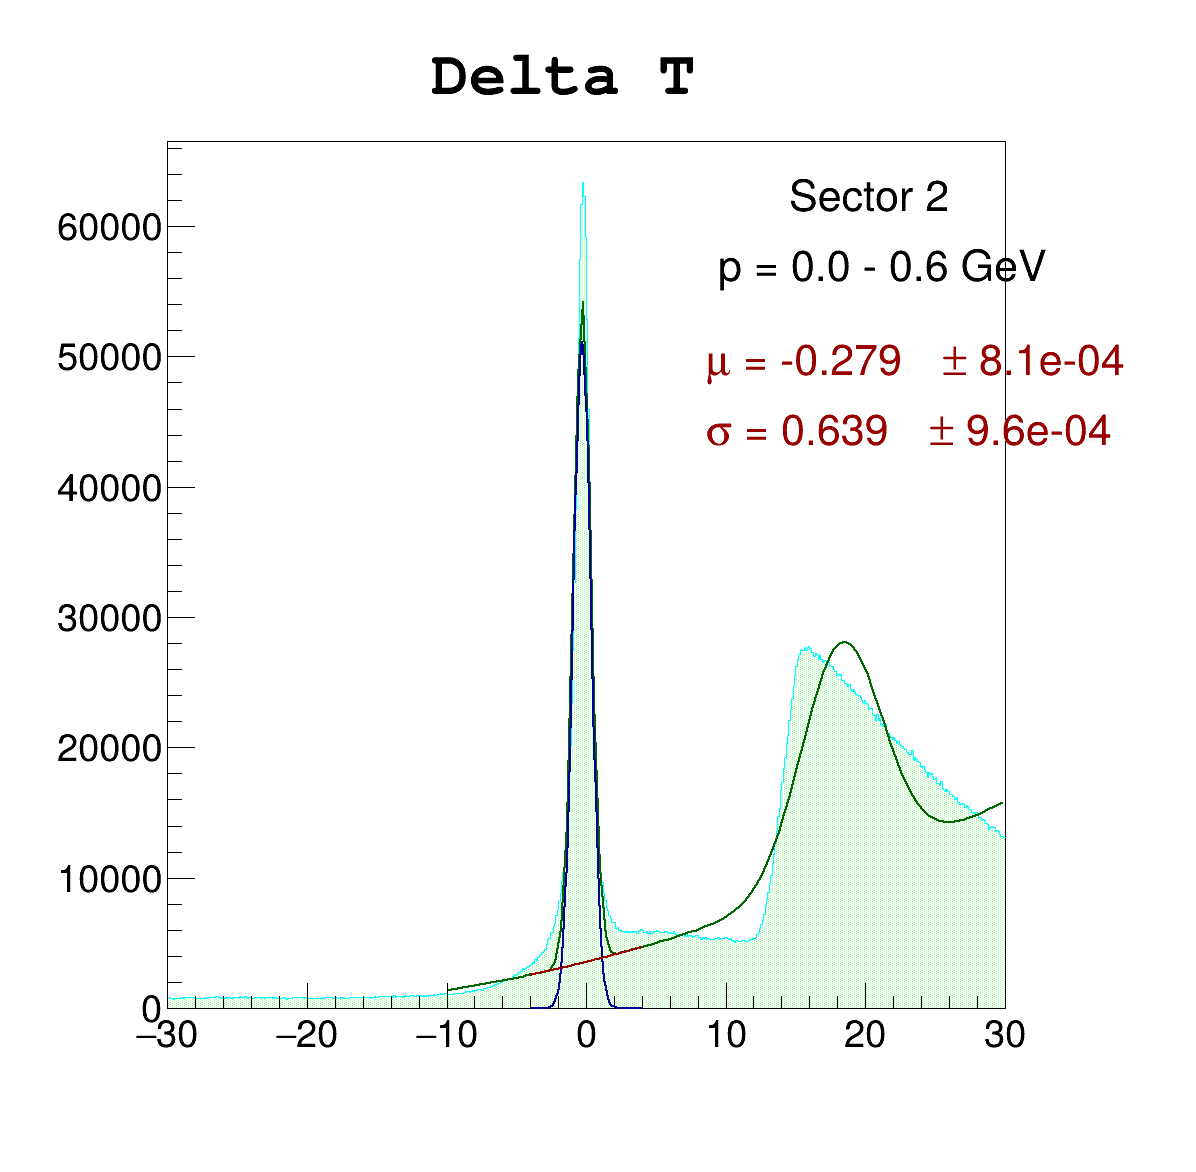 Delta T
Sector 2
p = 0.0 - 0.6 GeV
μ = -0.279 ± 8.1e-04
σ = 0.639 ± 9.6e-04
60000
50000
40000
30000
20000
10000
0
−30 −20 −10 0 10 20 30